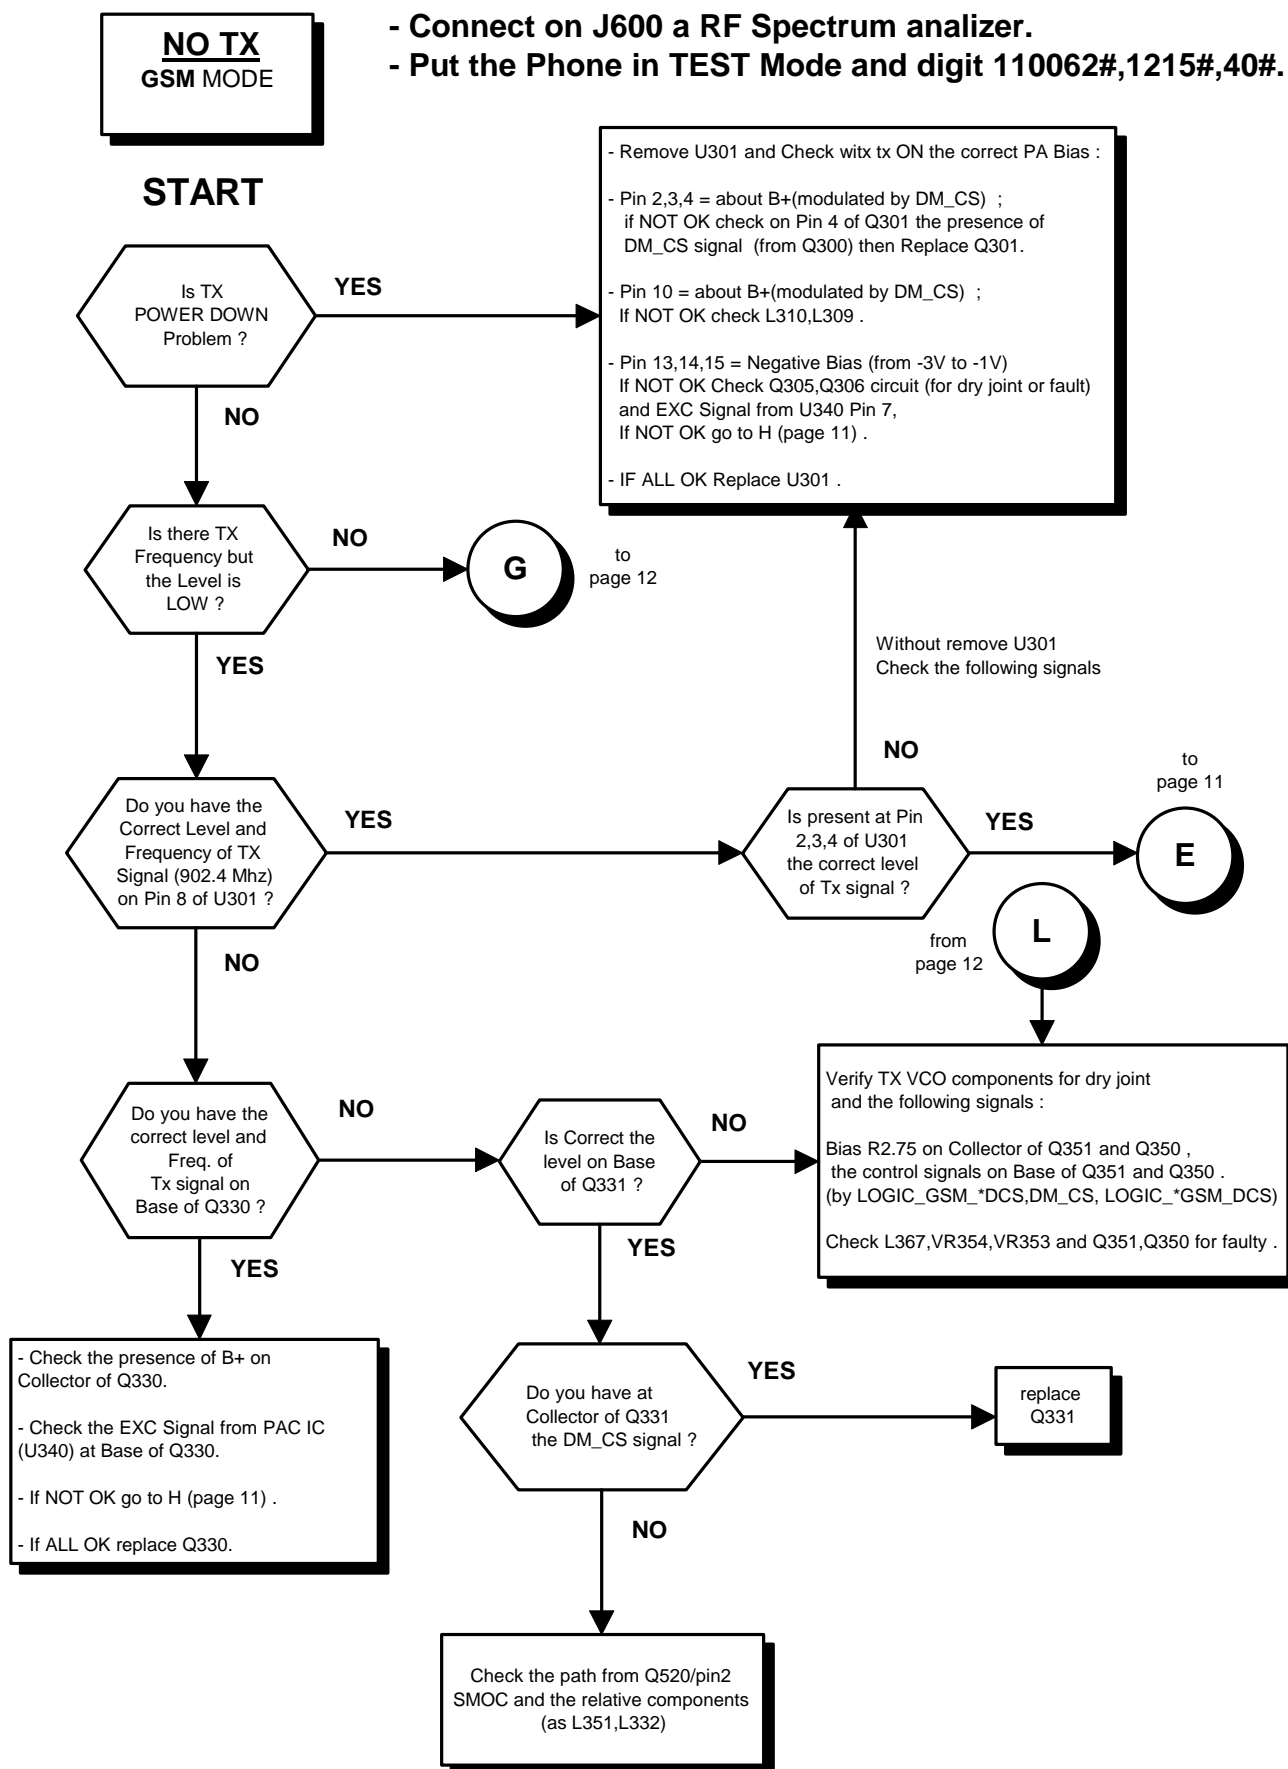 NO TX
GSM MODE
- Connect on J600 a RF Spectrum analizer.
- Put the Phone in TEST Mode and digit 110062#,1215#,40#.
START
Is TX
POWER DOWN
Problem ?
YES
NO
- Remove U301 and Check witx tx ON the correct PA Bias :
- Pin 2,3,4 = about B+(modulated by DM_CS) ;
if NOT OK check on Pin 4 of Q301 the presence of
DM_CS signal (from Q300) then Replace Q301.
- Pin 10 = about B+(modulated by DM_CS) ;
If NOT OK check L310,L309 .
- Pin 13,14,15 = Negative Bias (from -3V to -1V)
If NOT OK Check Q305,Q306 circuit (for dry joint or fault)
and EXC Signal from U340 Pin 7,
If NOT OK go to H (page 11) .
- IF ALL OK Replace U301 .
Is there TX
Frequency but
the Level is
LOW ?
NO
G
to
page 12
YES
Without remove U301
Check the following signals
NO
Do you have the
Correct Level and
Frequency of TX
Signal (902.4 Mhz)
on Pin 8 of U301 ?
YES
Is present at Pin
2,3,4 of U301
the correct level
of Tx signal ?
YES
to
page 11
E
NO
from
page 12
L
Do you have the
correct level and
Freq. of
Tx signal on
Base of Q330 ?
NO
Is Correct the
level on Base
of Q331 ?
NO
Verify TX VCO components for dry joint
and the following signals :
Bias R2.75 on Collector of Q351 and Q350 ,
the control signals on Base of Q351 and Q350 .
(by LOGIC_GSM_*DCS,DM_CS, LOGIC_*GSM_DCS)
Check L367,VR354,VR353 and Q351,Q350 for faulty .
YES
YES
- Check the presence of B+ on
Collector of Q330.
- Check the EXC Signal from PAC IC
(U340) at Base of Q330.
- If NOT OK go to H (page 11) .
- If ALL OK replace Q330.
Do you have at
Collector of Q331
the DM_CS signal ?
YES
replace
Q331
NO
Check the path from Q520/pin2
SMOC and the relative components
(as L351,L332)